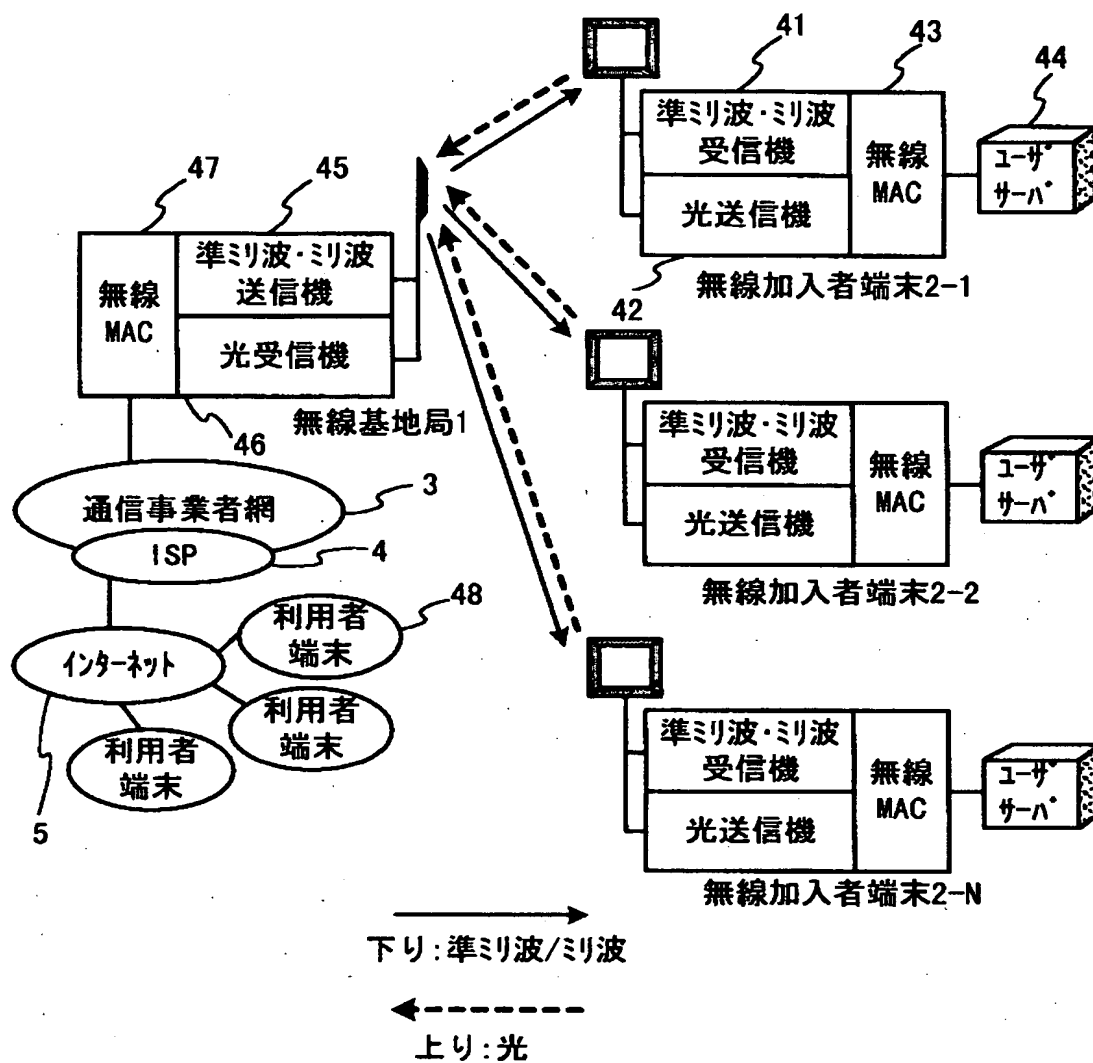 41
43
44
準ミリ波・ミリ波
受信機
無線
MAC
光送信機
ユーザ
サーバ
42
無線加入者端末2-1
47
45
無線
MAC
準ミリ波・ミリ波
送信機
光受信機
46
無線基地局1
準ミリ波・ミリ波
受信機
無線
MAC
光送信機
ユーザ
サーバ
無線加入者端末2-2
通信事業者網
3
ISP
4
インターネット
5
利用者
端末
48
利用者
端末
利用者
端末
準ミリ波・ミリ波
受信機
無線
MAC
光送信機
ユーザ
サーバ
無線加入者端末2-N
下り:準ミリ波/ミリ波
上り:光